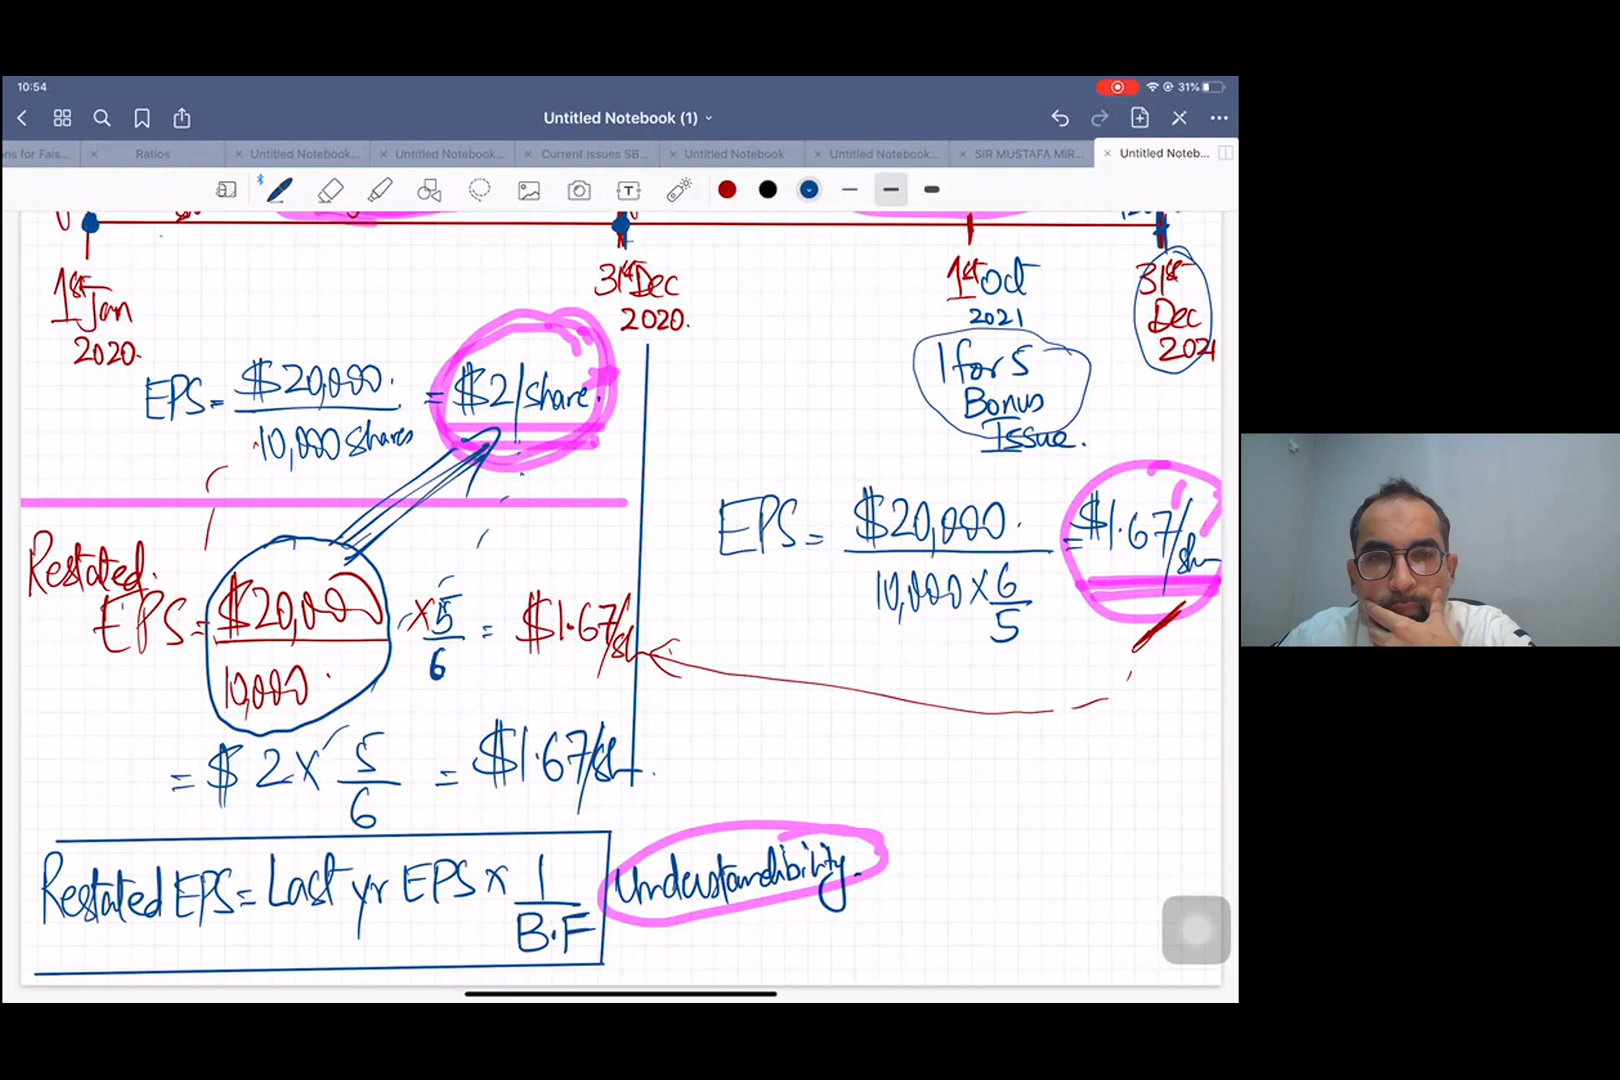 10:54
31%
Untitled Notebook (1)
ns for Fais...
Ratios
Untitled Notebook...
Untitled Notebook...
Current Issues SB...
Untitled Notebook
Untitled Notebook...
SIR MUSTAFA MIR...
Untitled Noteb...
1st Jan 2020.
31st Dec 2020.
1st Oct 2021
31st Dec 2021
1 for 5 Bonus Issue.
EPS = $20,000. / 10,000 shares = $2/share.
EPS = $20,000. / 10,000 × 6/5 = $1.67/sh
Restated.
EPS = $20,000 / 10,000. × 5/6 = $1.67/sh
= $2 × 5/6 = $1.67/sh.
Restated EPS = Last yr EPS × 1/B.F
Understandibility.